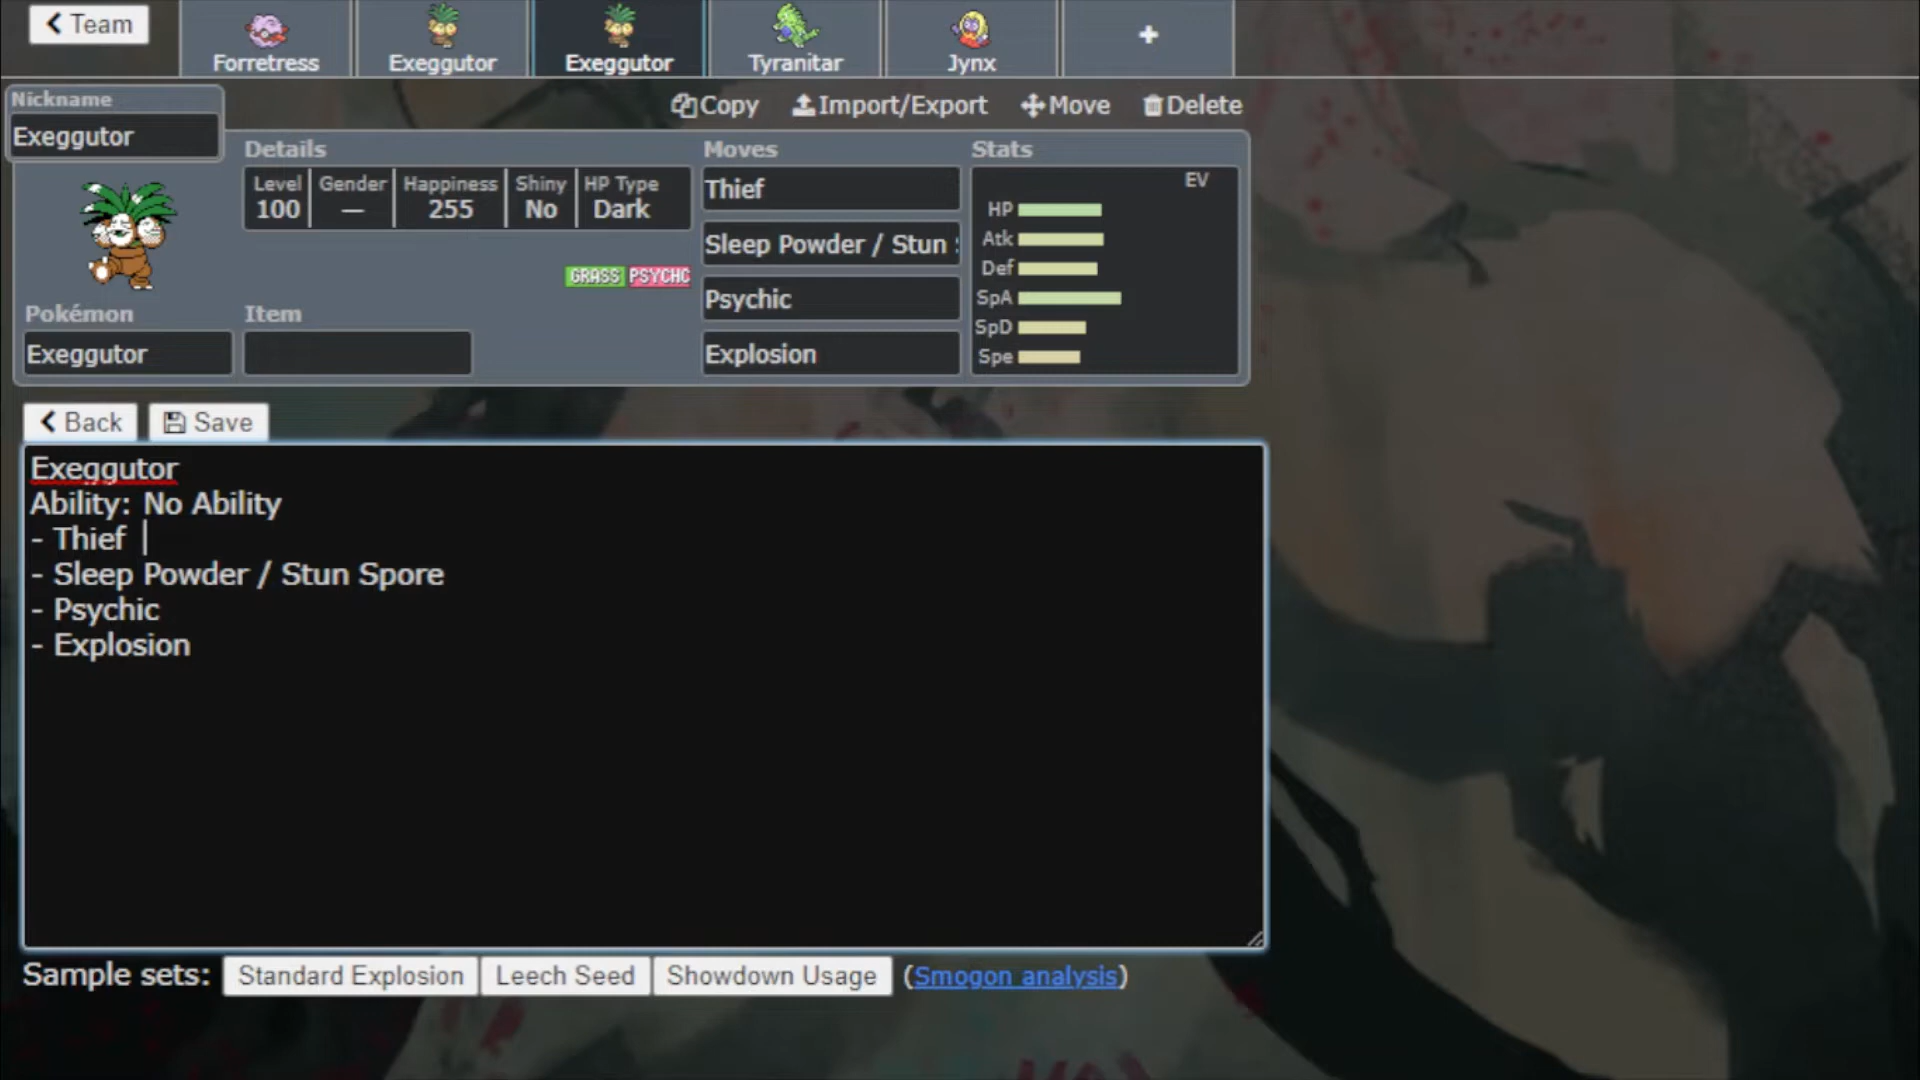 Team
Forretress
Exeggutor
Exeggutor
Tyranitar
Jynx
+
Nickname
Exeggutor
Copy
Import/Export
Move
Delete
Details
Level
100
Gender
—
Happiness
255
Shiny
No
HP Type
Dark
GRASS PSYCHC
Pokémon
Exeggutor
Item
Moves
Thief
Sleep Powder / Stun
Psychic
Explosion
Stats
EV
HP
Atk
Def
SpA
SpD
Spe
Back
Save
Exeggutor
Ability: No Ability
- Thief
- Sleep Powder / Stun Spore
- Psychic
- Explosion
Sample sets: Standard Explosion Leech Seed Showdown Usage (Smogon analysis)